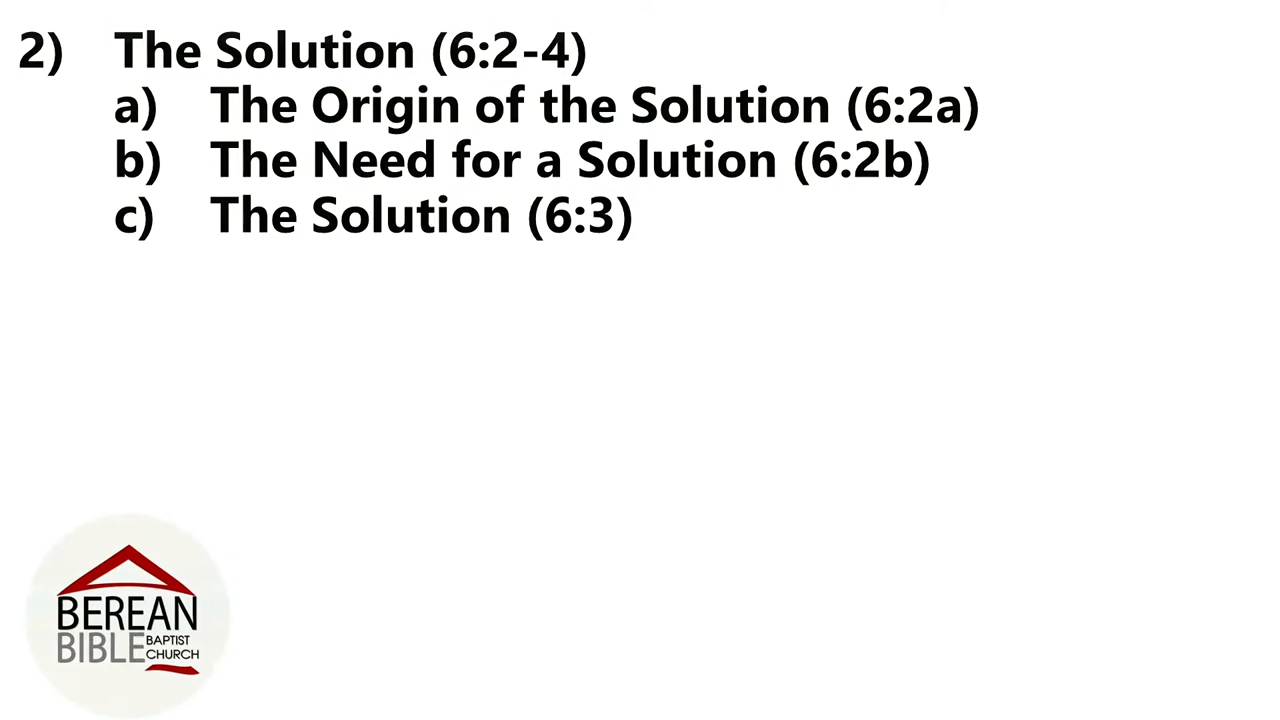 2) The Solution (6:2-4)
a) The Origin of the Solution (6:2a)
b) The Need for a Solution (6:2b)
c) The Solution (6:3)
BEREAN
BIBLE BAPTIST CHURCH